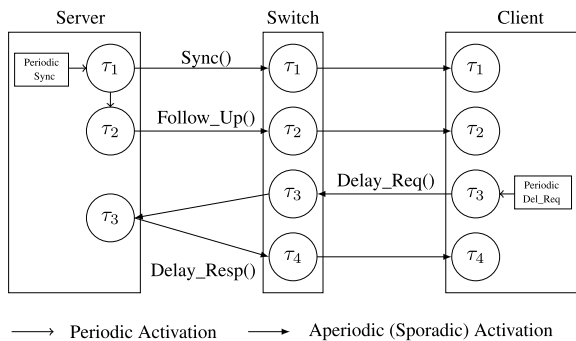 Server Switch Client
Periodic
Sync
τ1 Sync() τ1 τ1
τ2 Follow_Up() τ2 τ2
τ3 Delay_Req() τ3 τ3
Periodic
Del_Req
τ3 Delay_Resp() τ4 τ4
Periodic Activation Aperiodic (Sporadic) Activation